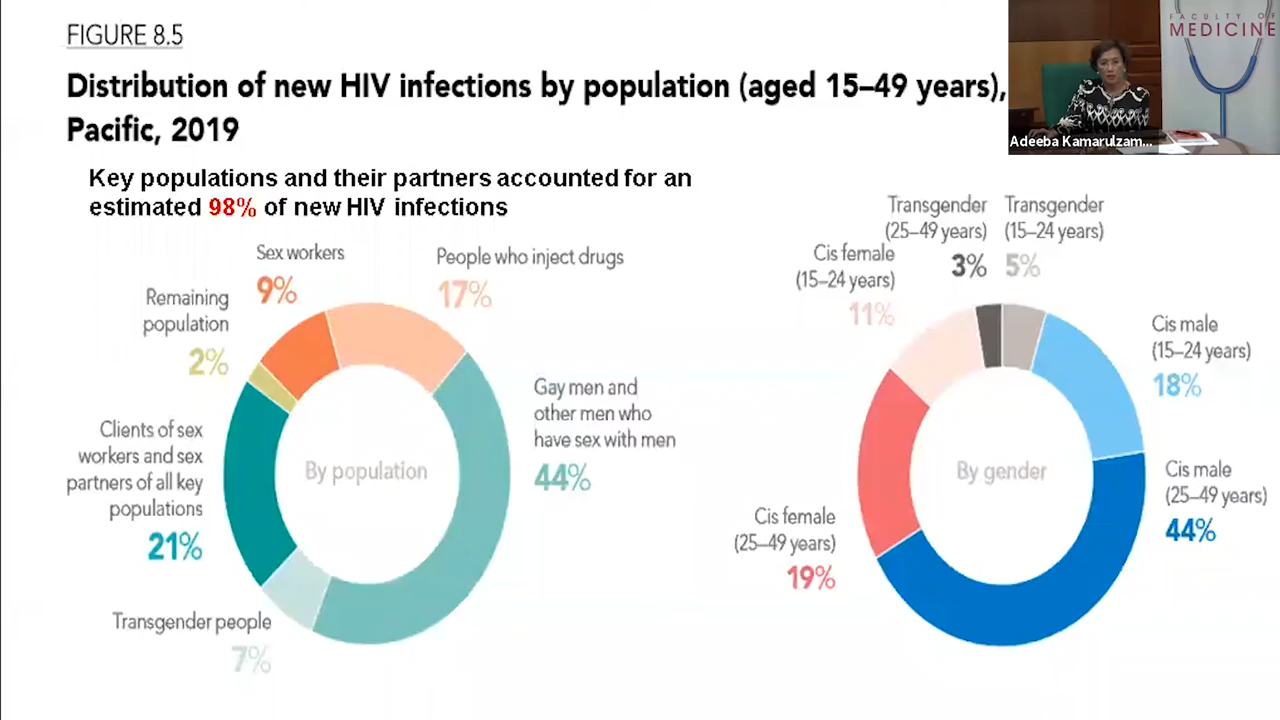 FIGURE 8.5
Distribution of new HIV infections by population (aged 15–49 years),
Pacific, 2019
Key populations and their partners accounted for an
estimated 98% of new HIV infections
Sex workers
9%
People who inject drugs
17%
Remaining
population
2%
Gay men and
other men who
have sex with men
44%
Clients of sex
workers and sex
partners of all key
populations
21%
Transgender people
7%
By population
Transgender
(25–49 years)
3%
Transgender
(15–24 years)
5%
Cis female
(15–24 years)
11%
Cis male
(15–24 years)
18%
Cis male
(25–49 years)
44%
Cis female
(25–49 years)
19%
By gender
FACULTY OF
MEDICINE
Adeeba Kamarulzam...